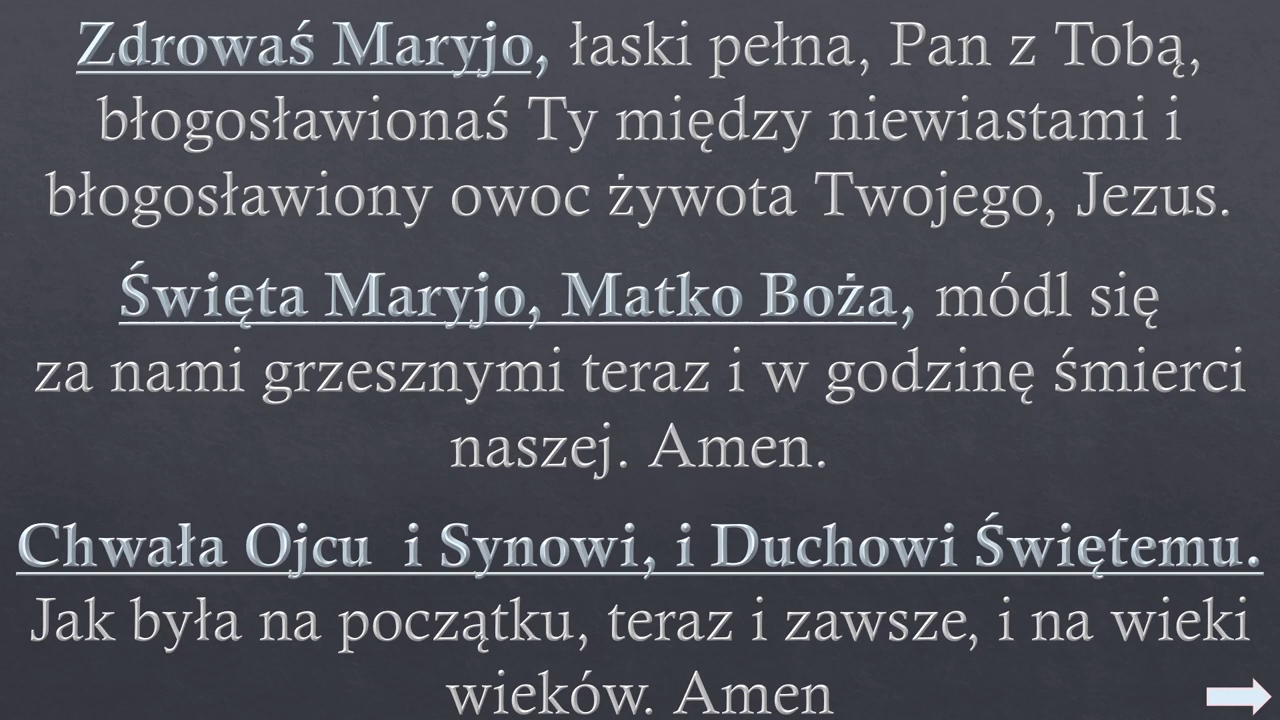 Zdrowaś Maryjo, łaski pełna, Pan z Tobą,
błogosławionaś Ty między niewiastami i
błogosławiony owoc żywota Twojego, Jezus.
Święta Maryjo, Matko Boża, módl się
za nami grzesznymi teraz i w godzinę śmierci
naszej. Amen.
Chwała Ojcu  i Synowi, i Duchowi Świętemu.
Jak była na początku, teraz i zawsze, i na wieki
wieków. Amen